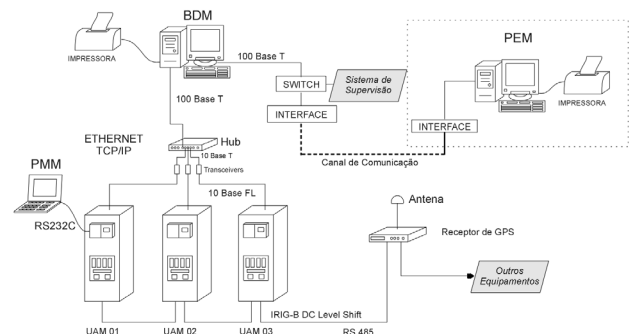 BDM
IMPRESSORA
100 Base T
SWITCH
Sistema de
Supervisão
INTERFACE
PEM
IMPRESSORA
INTERFACE
Canal de Comunicação
100 Base T
ETHERNET
TCP/IP
Hub
10 Base T
Transceivers
10 Base FL
PMM
RS232C
Antena
Receptor de GPS
Outros
Equipamentos
IRIG-B DC Level Shift
RS 485
UAM 01
UAM 02
UAM 03